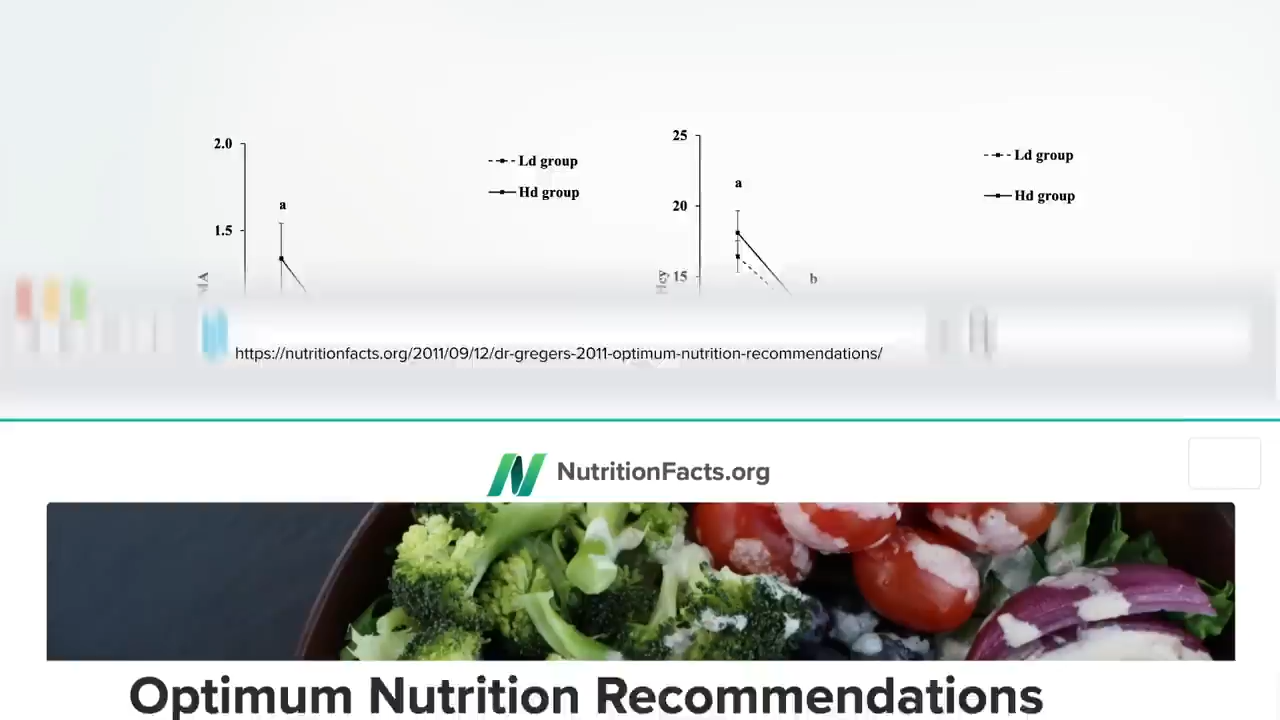 2.0
Ld group
Hd group
a
1.5
25
Ld group
Hd group
a
20
15
b
https://nutritionfacts.org/2011/09/12/dr-gregers-2011-optimum-nutrition-recommendations/
NutritionFacts.org
Optimum Nutrition Recommendations